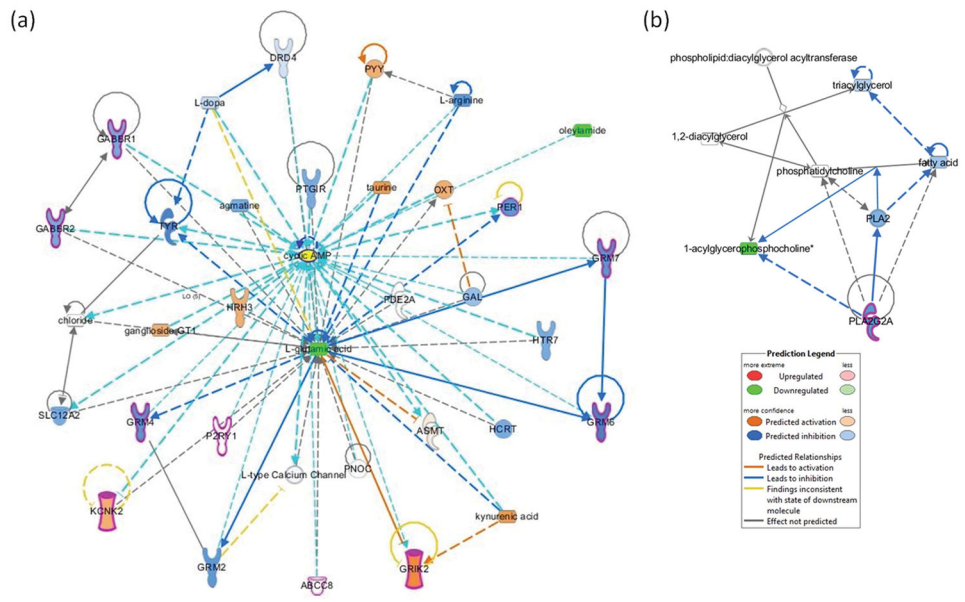 (a)
DRD4
PYY
L-dopa
L-arginine
GABBR1
oleylamide
PTGIR
taurine
OXT
agmatine
PER1
GABBR2
TYR
cyclic AMP
GRM7
LO (5)
HRH3
PDE2A
GAL
chloride
ganglioside GT1
HTR7
L-glutamic acid
SLC12A2
GRM4
P2RY1
ASMT
HCRT
GRM6
L-type Calcium Channel
PNOC
KCNK2
kynurenic acid
GRM2
GRIK2
ABCC8
(b)
phospholipid:diacylglycerol acyltransferase
triacylglycerol
1,2-diacylglycerol
phosphatidylcholine
fatty acid
PLA2
1-acylglycerophosphocholine*
PLA2G2A
Prediction Legend
more extreme less
Upregulated
Downregulated
more confidence less
Predicted activation
Predicted inhibition
Predicted Relationships
Leads to activation
Leads to inhibition
Findings inconsistent
with state of downstream
molecule
Effect not predicted